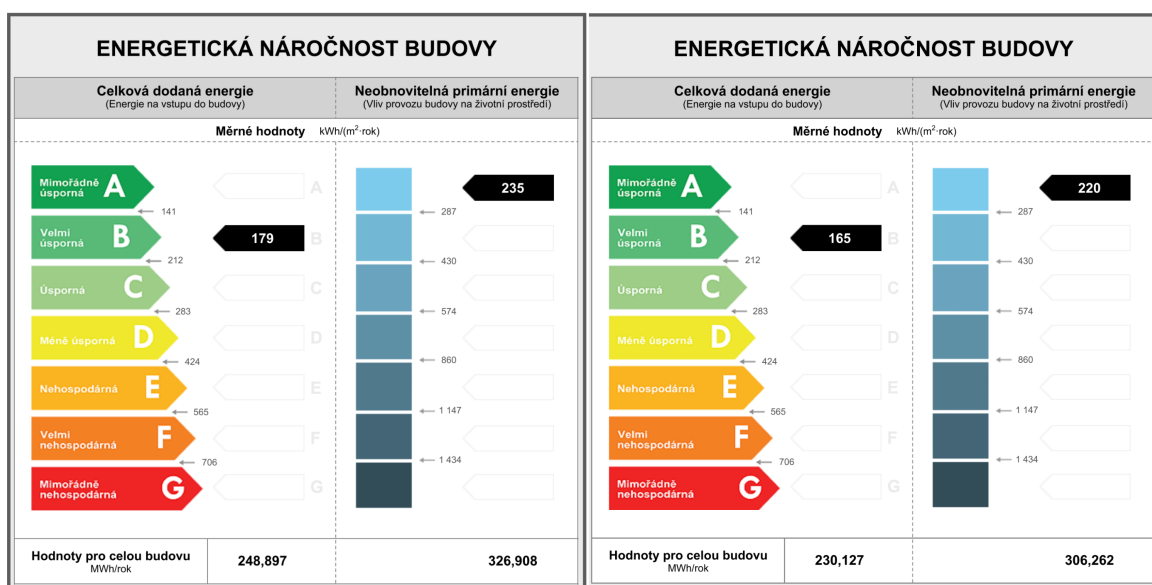 ENERGETICKÁ NÁROČNOST BUDOVY
Celková dodaná energie
(Energie na vstupu do budovy)
Neobnovitelná primární energie
(Vliv provozu budovy na životní prostředí)
Měrné hodnoty kWh/(m²·rok)
Mimořádně
úsporná
A
A
235
141
287
Velmi
úsporná
B
179
B
212
430
Úsporná
C
C
283
574
Méně úsporná
D
D
424
860
Nehospodárná
E
E
565
1 147
Velmi
nehospodárná
F
F
706
1 434
Mimořádně
nehospodárná
G
G
Hodnoty pro celou budovu
MWh/rok
248,897
326,908
ENERGETICKÁ NÁROČNOST BUDOVY
Celková dodaná energie
(Energie na vstupu do budovy)
Neobnovitelná primární energie
(Vliv provozu budovy na životní prostředí)
Měrné hodnoty kWh/(m²·rok)
Mimořádně
úsporná
A
A
220
141
287
Velmi
úsporná
B
165
B
212
430
Úsporná
C
C
283
574
Méně úsporná
D
D
424
860
Nehospodárná
E
E
565
1 147
Velmi
nehospodárná
F
F
706
1 434
Mimořádně
nehospodárná
G
G
Hodnoty pro celou budovu
MWh/rok
230,127
306,262